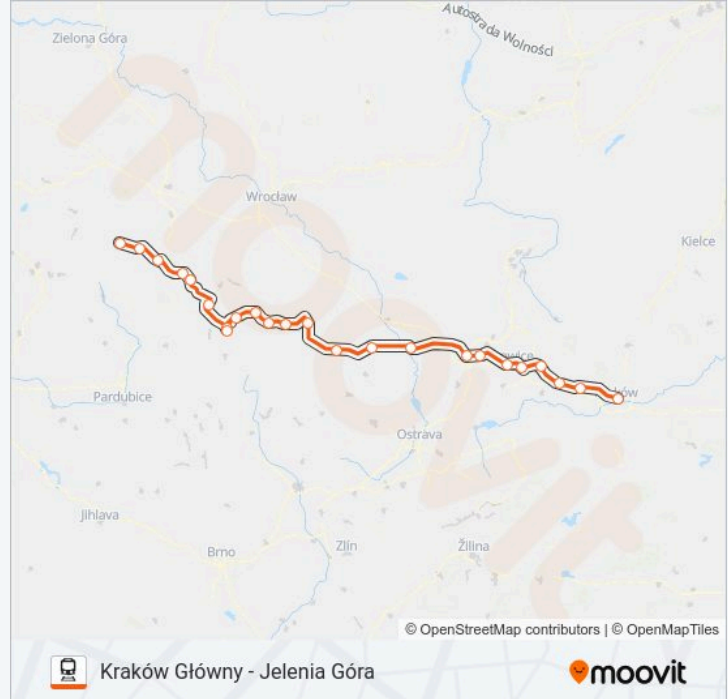 Autostrada Wolności
Zielona Góra
Wrocław
Kielce
Pardubice
Ostrava
Jihlava
Brno
Zlín
Žilina
moovit
© OpenStreetMap contributors | © OpenMapTiles
Kraków Główny - Jelenia Góra
moovit